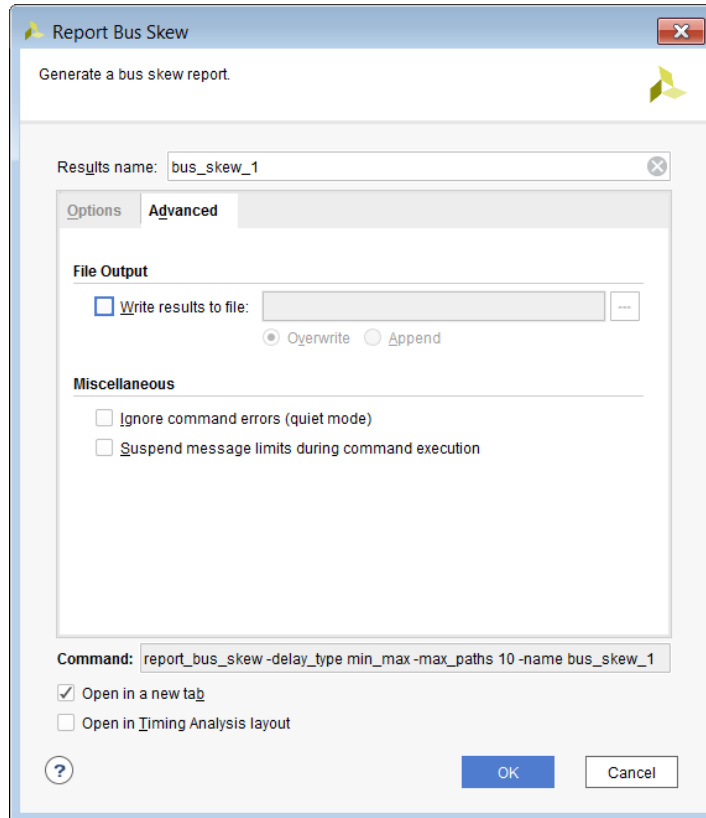 Report Bus Skew
Generate a bus skew report.
Results name: bus_skew_1
Options Advanced
File Output
Write results to file: ...
Overwrite Append
Miscellaneous
Ignore command errors (quiet mode)
Suspend message limits during command execution
Command: report_bus_skew -delay_type min_max -max_paths 10 -name bus_skew_1
Open in a new tab
Open in Timing Analysis layout
? OK Cancel